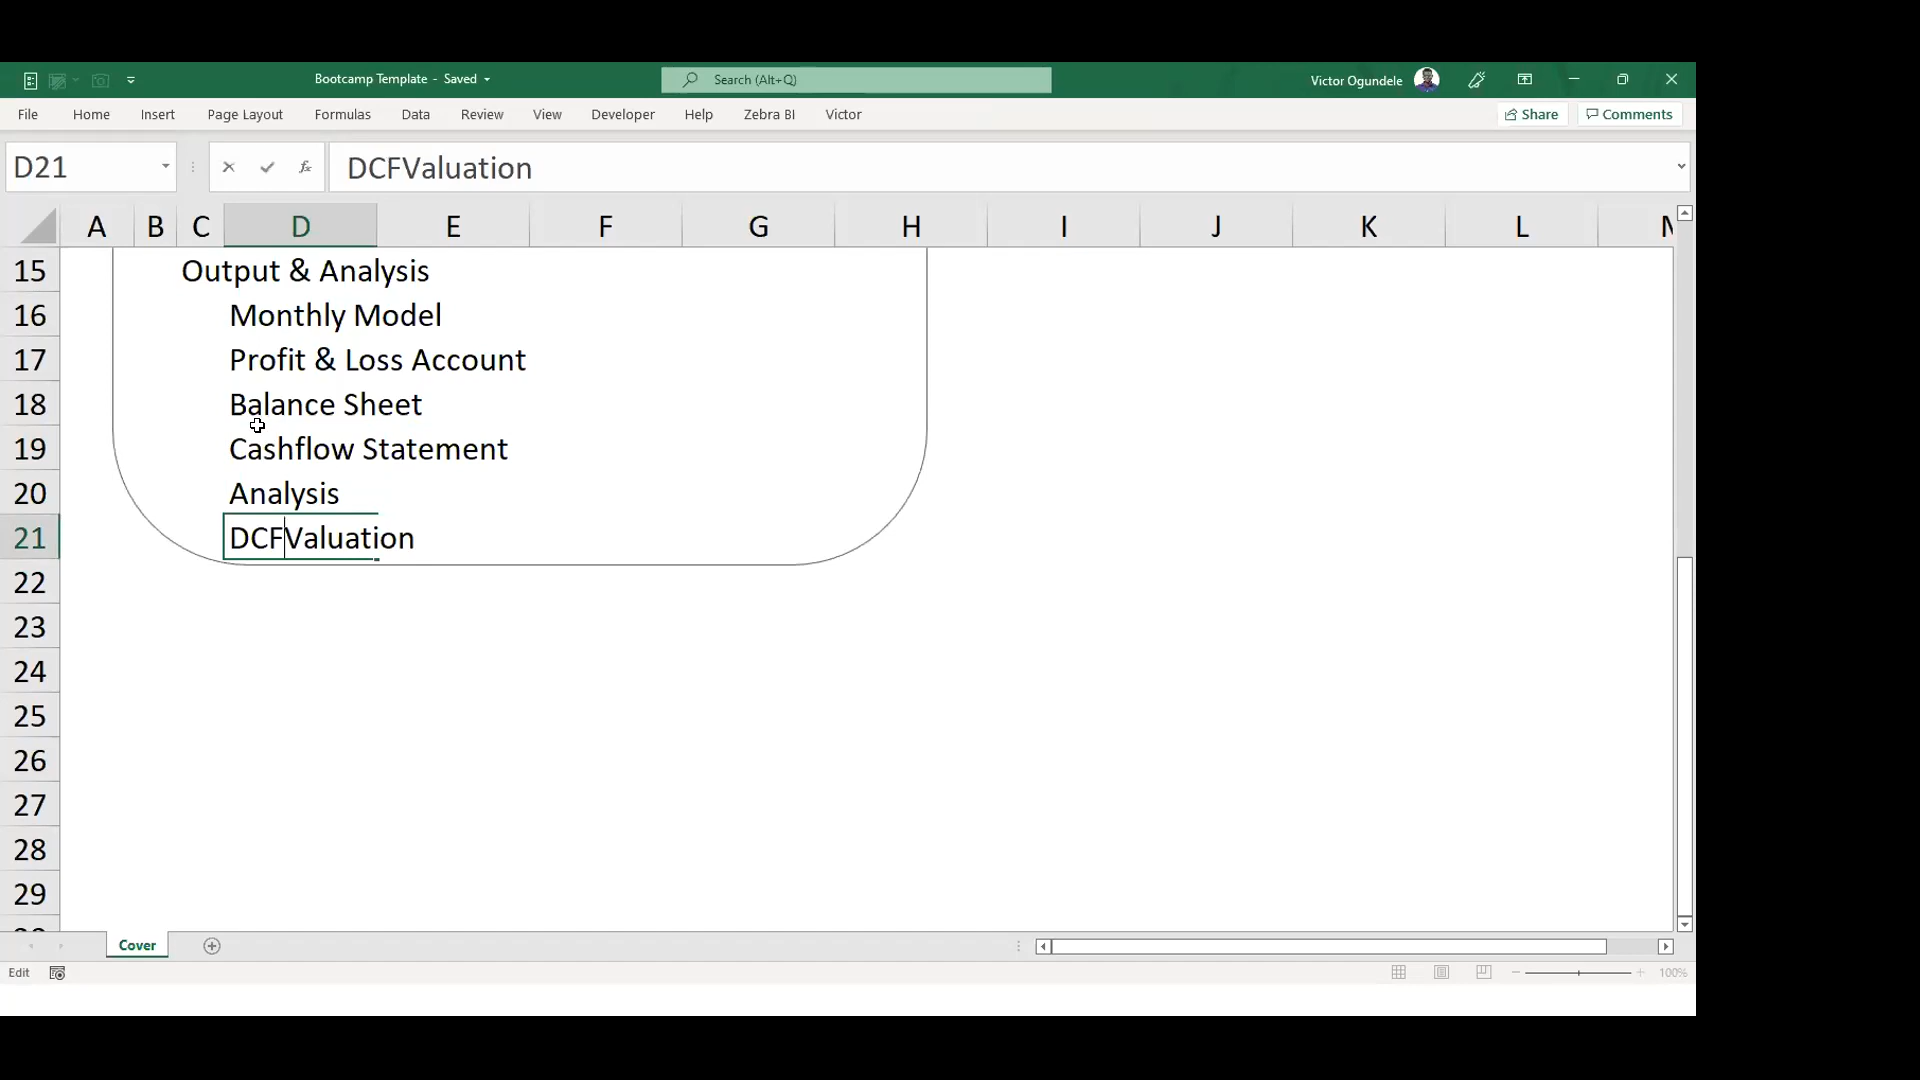 Bootcamp Template - Saved
Search (Alt+Q)
Victor Ogundele
File Home Insert Page Layout Formulas Data Review View Developer Help Zebra BI Victor Share Comments
D21 fx DCFValuation
A B C D E F G H I J K L
15 Output & Analysis
16 Monthly Model
17 Profit & Loss Account
18 Balance Sheet
19 Cashflow Statement
20 Analysis
21 DCFValuation
22
23
24
25
26
27
28
29
Cover
Edit 100%